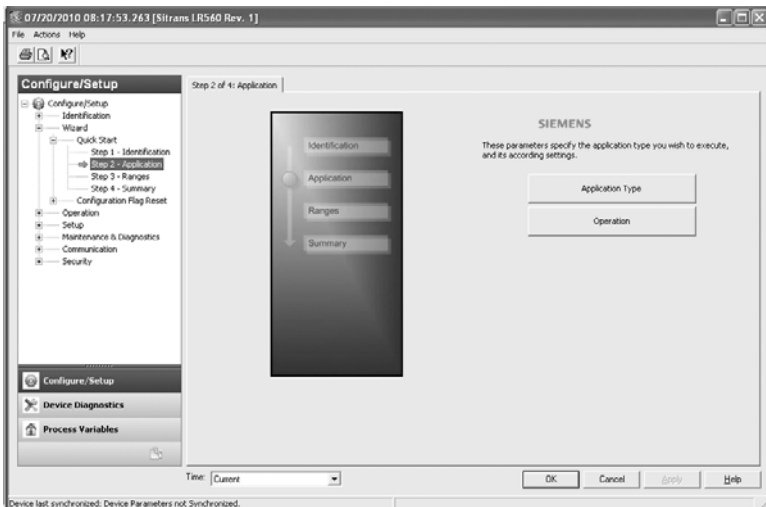 07/20/2010 08:17:53.263 [Sitrans LR560 Rev. 1]
File Actions Help
Configure/Setup
Configure/Setup
Identification
Wizard
Quick Start
Step 1 - Identification
Step 2 - Application
Step 3 - Ranges
Step 4 - Summary
Configuration Flag Reset
Operation
Setup
Maintenance & Diagnostics
Communication
Security
Configure/Setup
Device Diagnostics
Process Variables
Step 2 of 4: Application
Identification
Application
Ranges
Summary
SIEMENS
These parameters specify the application type you wish to execute,
and its according settings.
Application Type
Operation
Time: Current
OK Cancel Apply Help
Device last synchronized: Device Parameters not Synchronized.